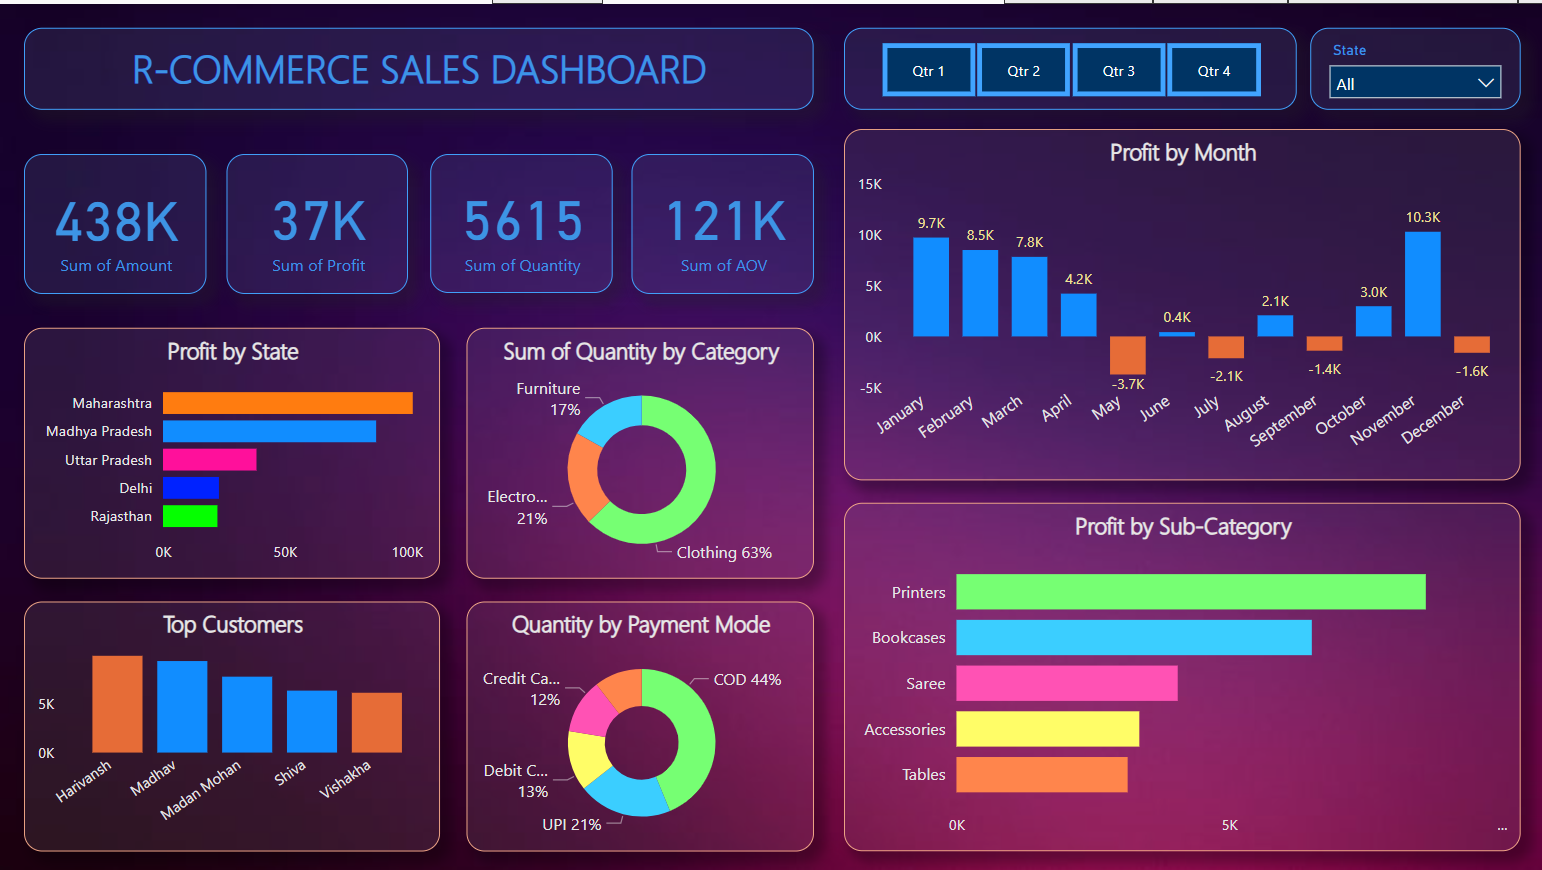 R-COMMERCE SALES DASHBOARD
Qtr 1
Qtr 2
Qtr 3
Qtr 4
State
All
438K
Sum of Amount
37K
Sum of Profit
5615
Sum of Quantity
121K
Sum of AOV
Profit by Month
15K
10K
5K
0K
-5K
9.7K
8.5K
7.8K
4.2K
-3.7K
0.4K
-2.1K
2.1K
-1.4K
3.0K
10.3K
-1.6K
January
February
March
April
May
June
July
August
September
October
November
December
Profit by State
Maharashtra
Madhya Pradesh
Uttar Pradesh
Delhi
Rajasthan
0K
50K
100K
Sum of Quantity by Category
Furniture
17%
Electro...
21%
Clothing 63%
Profit by Sub-Category
Printers
Bookcases
Saree
Accessories
Tables
0K
5K
...
Top Customers
5K
0K
Harivansh
Madhav
Madan Mohan
Shiva
Vishakha
Quantity by Payment Mode
Credit Ca...
12%
COD 44%
Debit C...
13%
UPI 21%